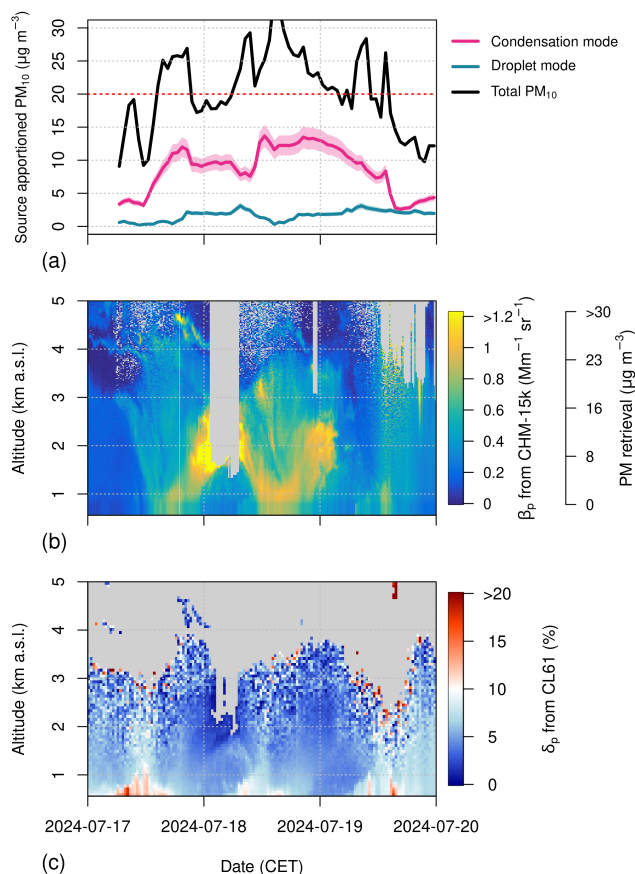 Source apportioned PM₁₀ (µg m⁻³)
30
25
20
15
10
5
0
Condensation mode
Droplet mode
Total PM₁₀
(a)
Altitude (km a.s.l.)
5
4
3
2
1
>1.2
1
0.8
0.6
0.4
0.2
0
βₚ from CHM-15k (Mm⁻¹ sr⁻¹)
>30
23
16
8
0
PM retrieval (µg m⁻³)
(b)
Altitude (km a.s.l.)
5
4
3
2
1
>20
15
10
5
0
δₚ from CL61 (%)
2024-07-17
2024-07-18
2024-07-19
2024-07-20
(c)
Date (CET)